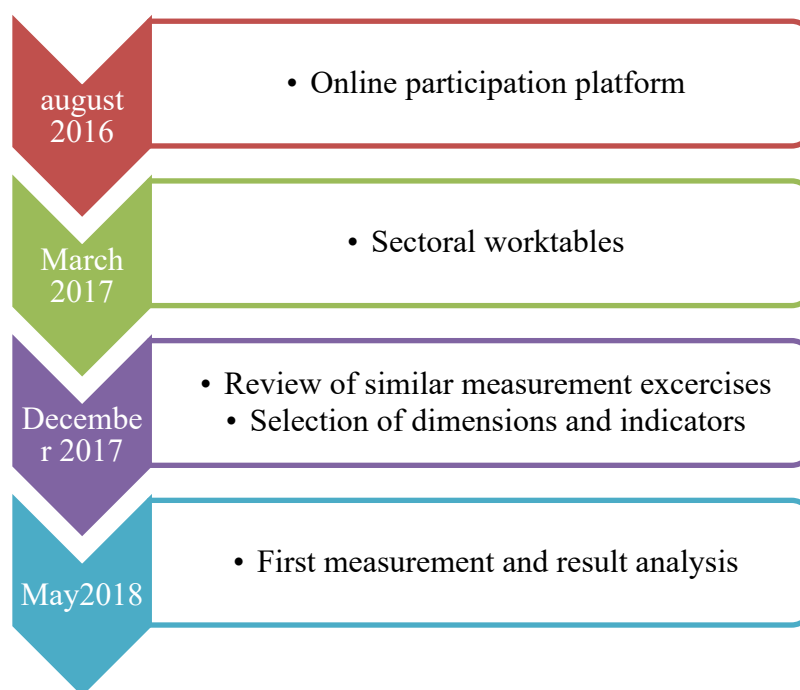 august
2016
• Online participation platform
March
2017
• Sectoral worktables
Decembe
r 2017
• Review of similar measurement excercises
• Selection of dimensions and indicators
May2018
• First measurement and result analysis